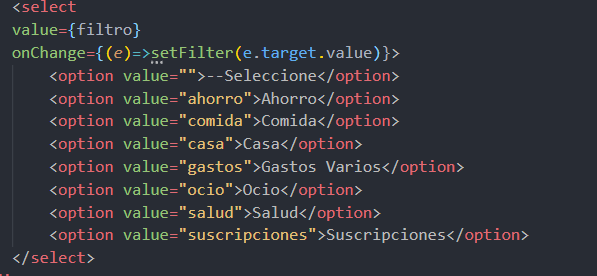 <select
value={filtro}
onChange={(e)=>setFilter(e.target.value)}>
    <option value="">--Seleccione</option>
    <option value="ahorro">Ahorro</option>
    <option value="comida">Comida</option>
    <option value="casa">Casa</option>
    <option value="gastos">Gastos Varios</option>
    <option value="ocio">Ocio</option>
    <option value="salud">Salud</option>
    <option value="suscripciones">Suscripciones</option>
</select>